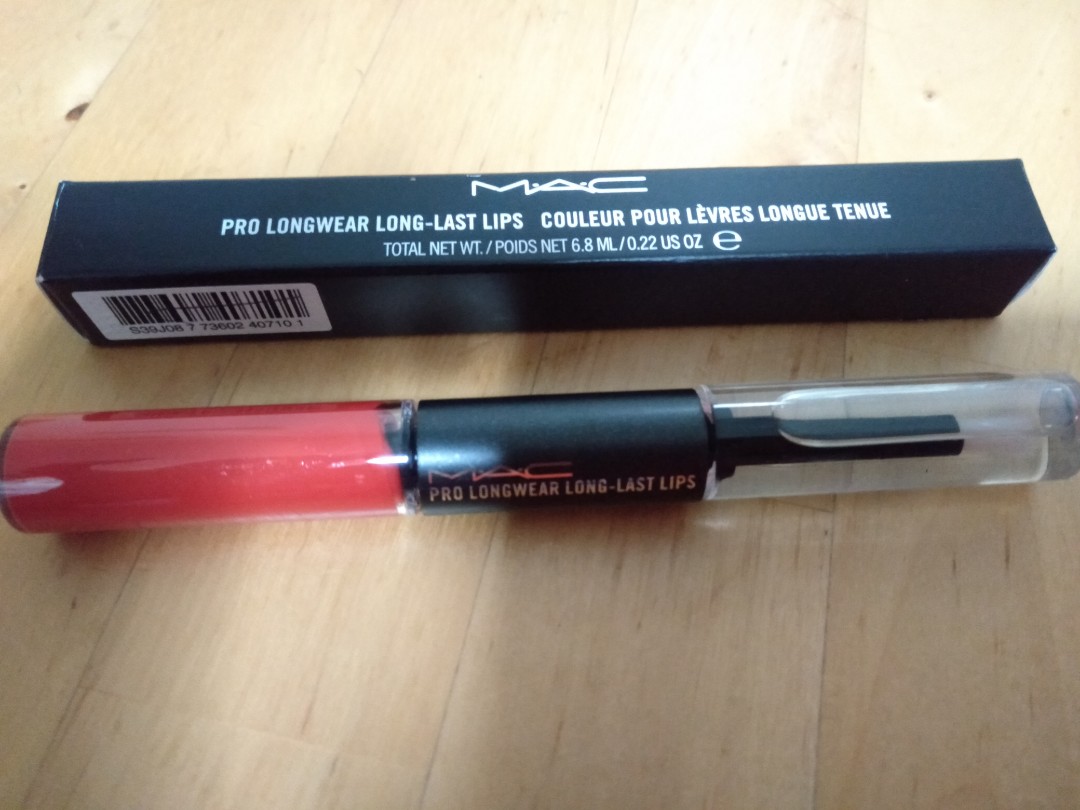 M·A·C
PRO LONGWEAR LONG-LAST LIPS COULEUR POUR LÈVRES LONGUE TENUE
TOTAL NET WT. / POIDS NET 6.8 ML / 0.22 US OZ ℮
S39J08 7 73602 40710 1
M·A·C
PRO LONGWEAR LONG-LAST LIPS